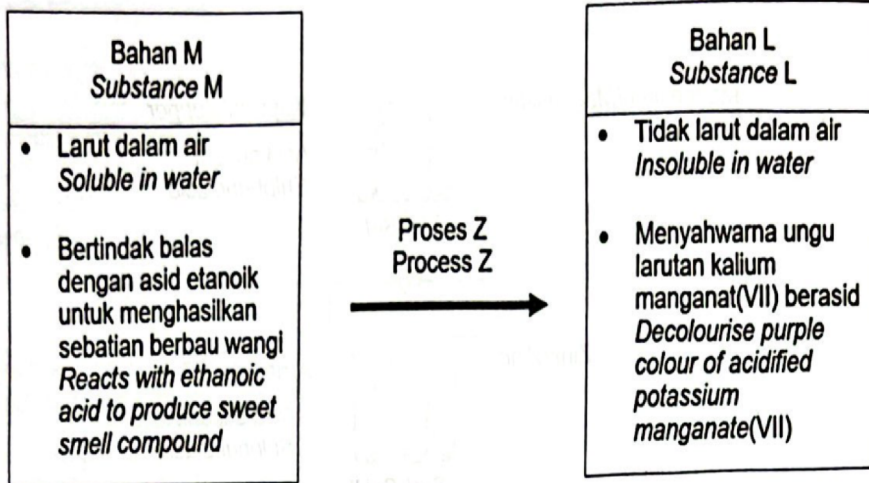 Bahan M
Substance M
• Larut dalam air
Soluble in water
• Bertindak balas
dengan asid etanoik
untuk menghasilkan
sebatian berbau wangi
Reacts with ethanoic
acid to produce sweet
smell compound
Proses Z
Process Z
Bahan L
Substance L
• Tidak larut dalam air
Insoluble in water
• Menyahwarna ungu
larutan kalium
manganat(VII) berasid
Decolourise purple
colour of acidified
potassium
manganate(VII)